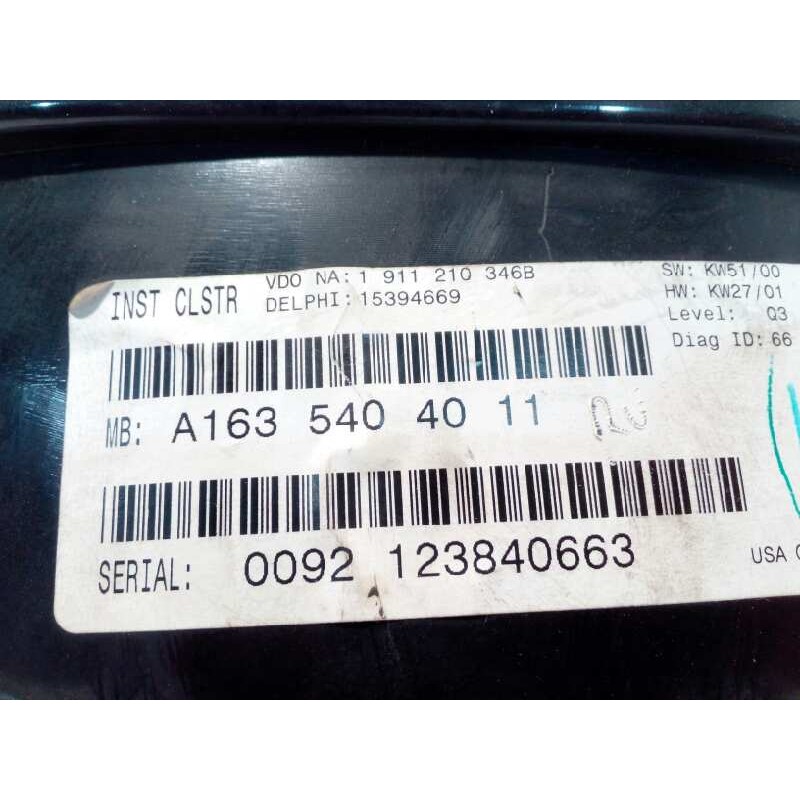 INST CLSTR
VDO NA: 1 911 210 346B
DELPHI: 15394669
SW: KW51/00
HW: KW27/01
Level: Q3
Diag ID: 66
MB: A163 540 40 11
SERIAL: 0092 123840663
USA